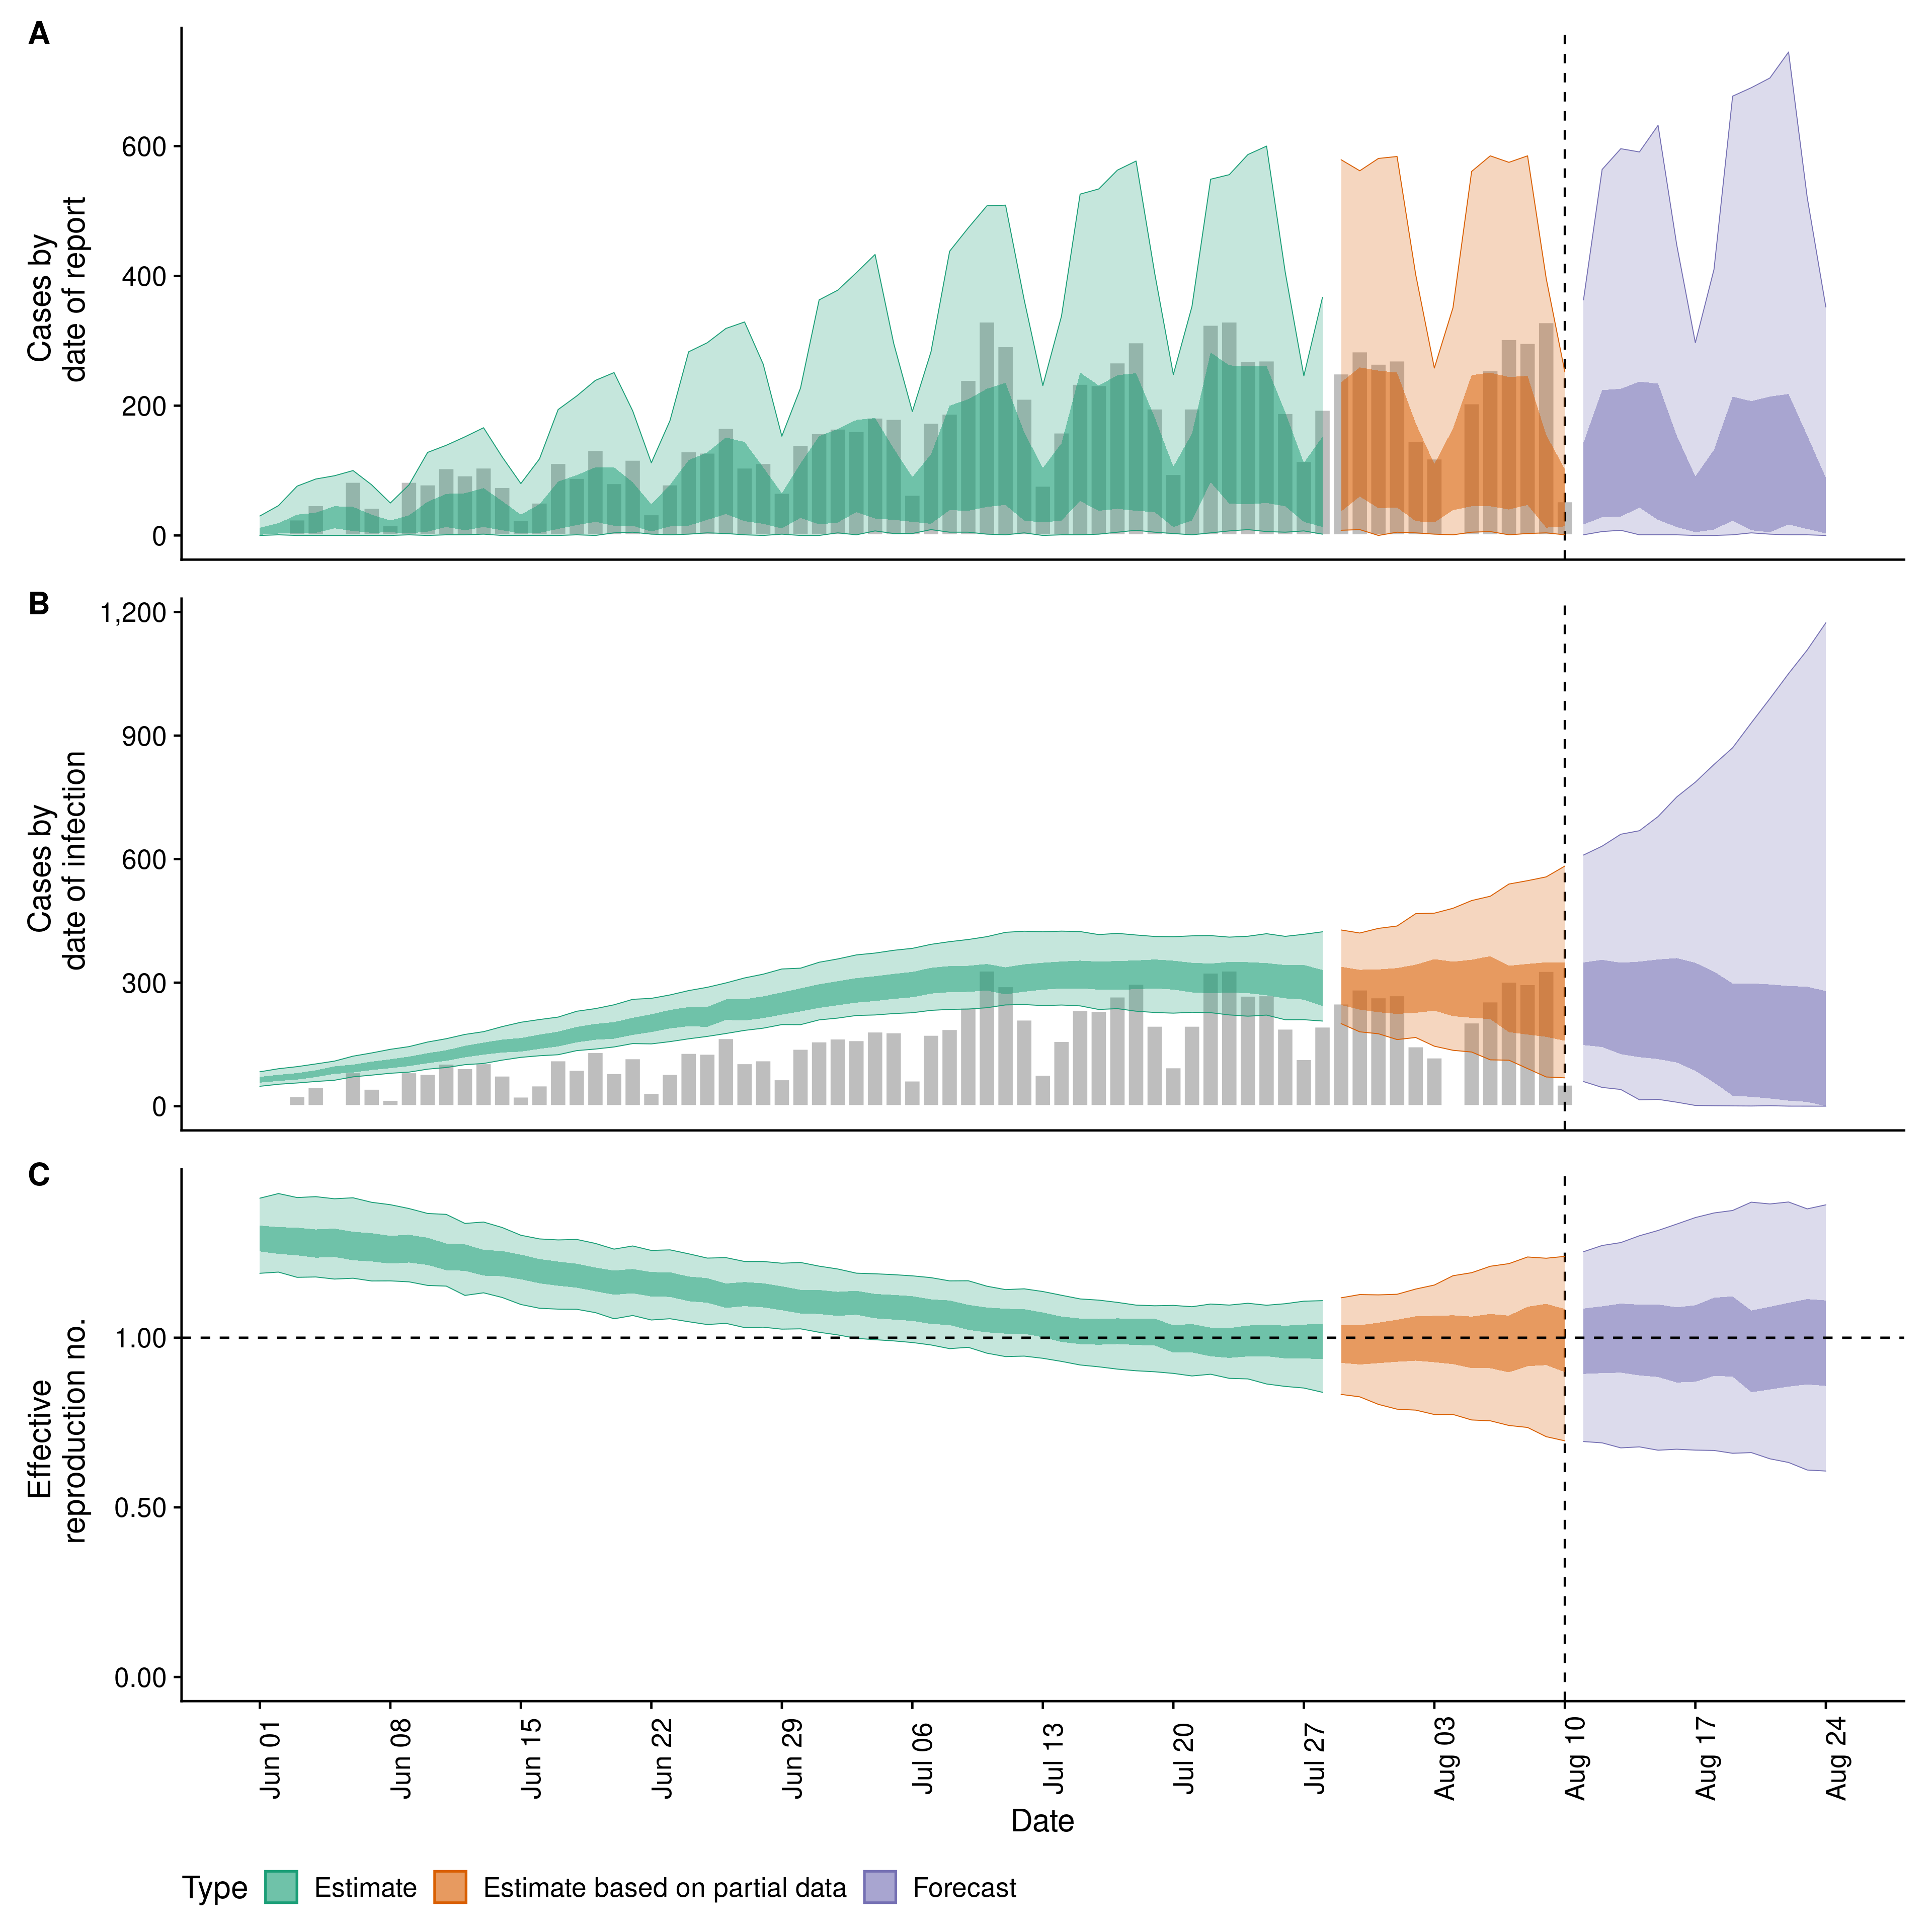 A
Cases by
date of report
600
400
200
0
B
Cases by
date of infection
1,200
900
600
300
0
C
Effective
reproduction no.
1.00
0.50
0.00
Jun 01
Jun 08
Jun 15
Jun 22
Jun 29
Jul 06
Jul 13
Jul 20
Jul 27
Aug 03
Aug 10
Aug 17
Aug 24
Date
Type Estimate Estimate based on partial data Forecast